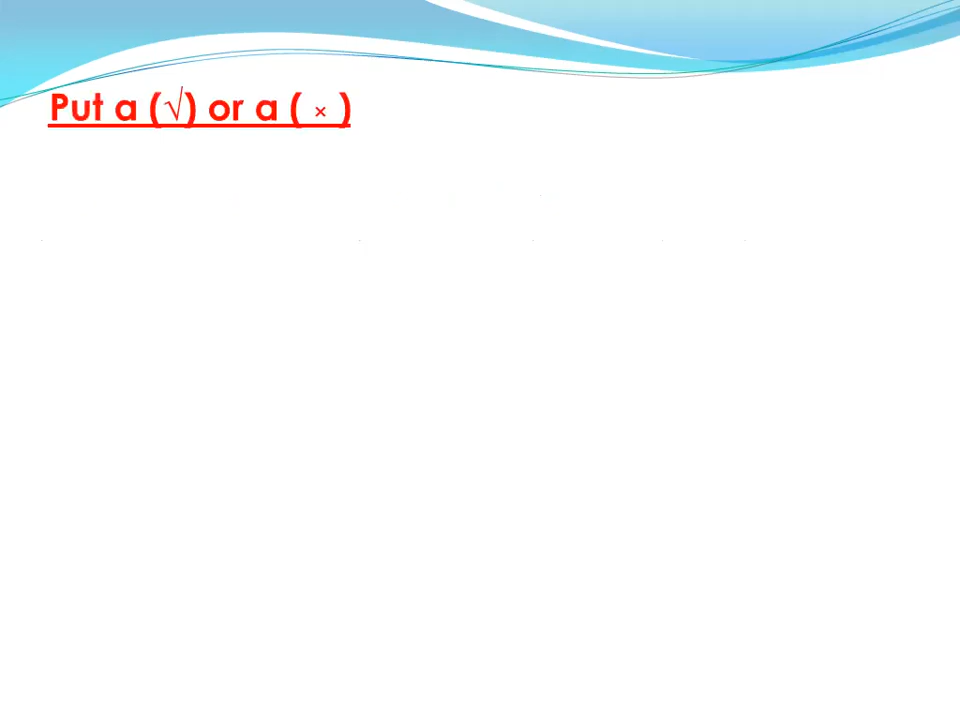 Put a (√) or a ( × )